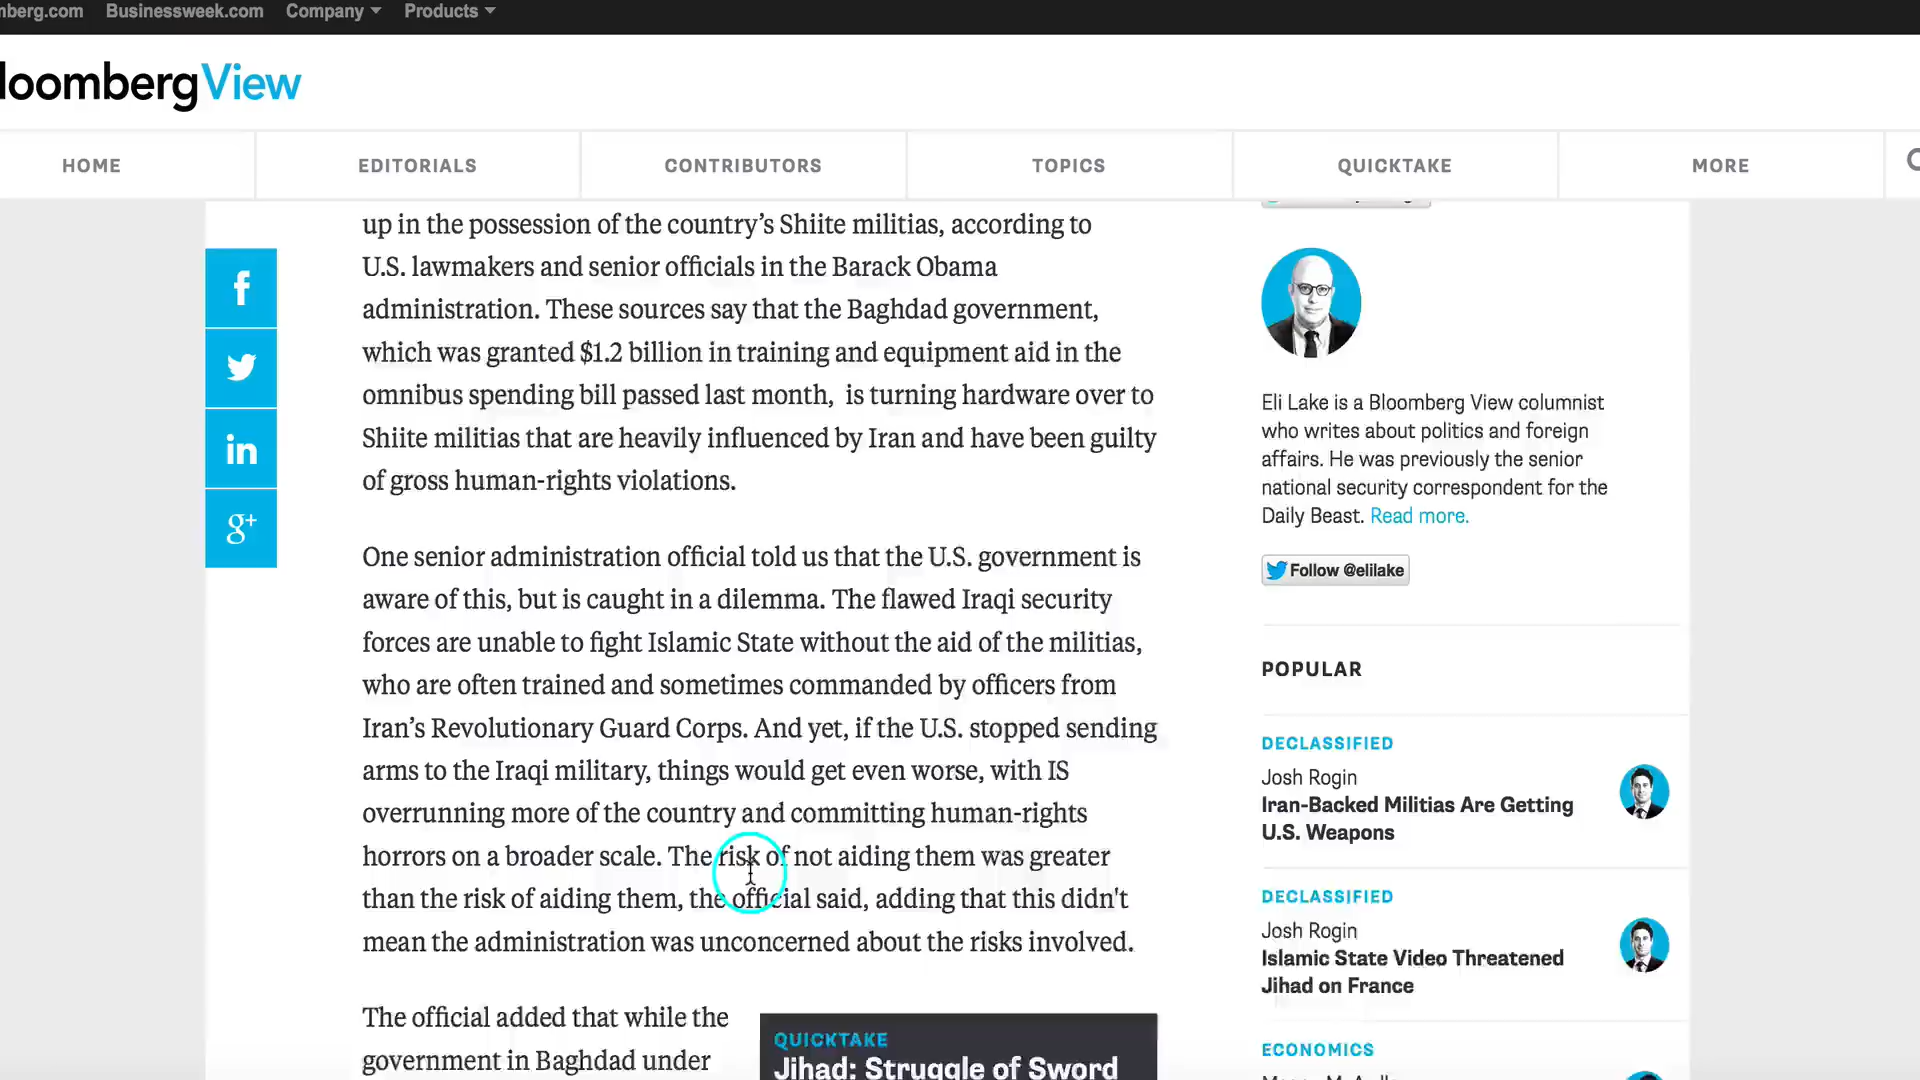 mberg.com Businessweek.com Company Products
loombergView
HOME EDITORIALS CONTRIBUTORS TOPICS QUICKTAKE MORE
up in the possession of the country’s Shiite militias, according to
U.S. lawmakers and senior officials in the Barack Obama
administration. These sources say that the Baghdad government,
which was granted $1.2 billion in training and equipment aid in the
omnibus spending bill passed last month, is turning hardware over to
Shiite militias that are heavily influenced by Iran and have been guilty
of gross human-rights violations.
One senior administration official told us that the U.S. government is
aware of this, but is caught in a dilemma. The flawed Iraqi security
forces are unable to fight Islamic State without the aid of the militias,
who are often trained and sometimes commanded by officers from
Iran’s Revolutionary Guard Corps. And yet, if the U.S. stopped sending
arms to the Iraqi military, things would get even worse, with IS
overrunning more of the country and committing human-rights
horrors on a broader scale. The risk of not aiding them was greater
than the risk of aiding them, the official said, adding that this didn't
mean the administration was unconcerned about the risks involved.
The official added that while the
government in Baghdad under
QUICKTAKE
Jihad: Struggle of Sword
Eli Lake is a Bloomberg View columnist
who writes about politics and foreign
affairs. He was previously the senior
national security correspondent for the
Daily Beast. Read more.
Follow @elilake
POPULAR
DECLASSIFIED
Josh Rogin
Iran-Backed Militias Are Getting
U.S. Weapons
DECLASSIFIED
Josh Rogin
Islamic State Video Threatened
Jihad on France
ECONOMICS